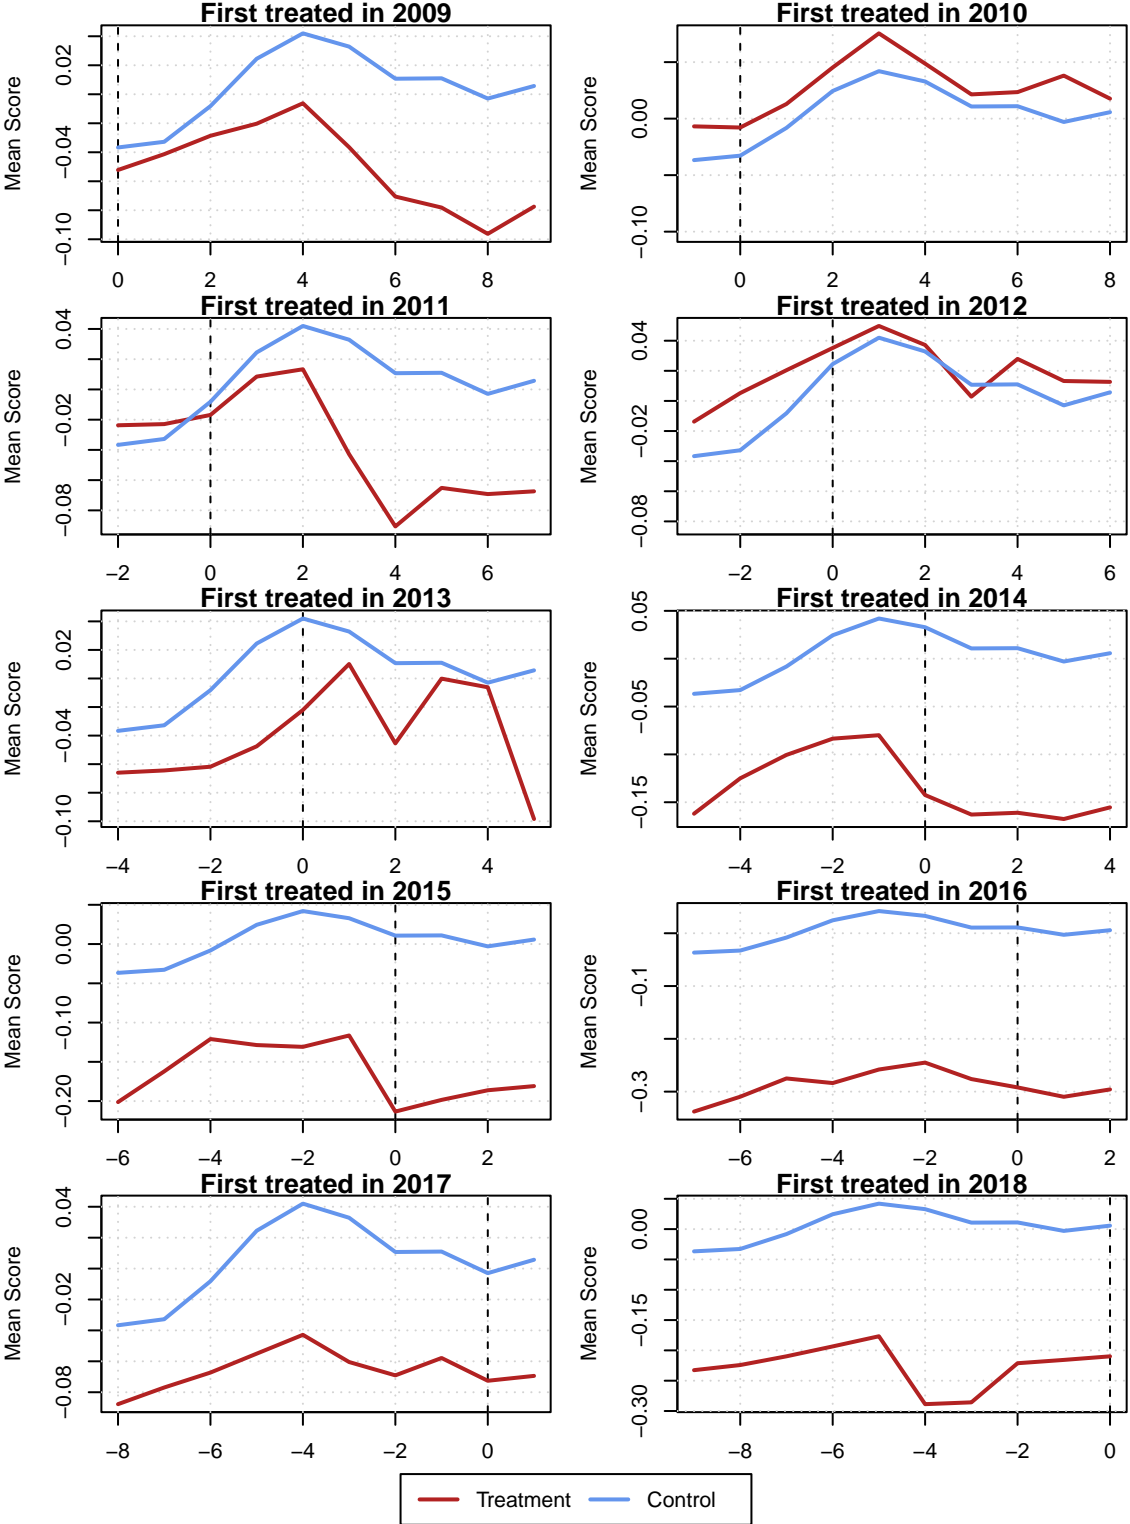 First treated in 2009
Mean Score
0.02
−0.04
−0.10
0 2 4 6 8
First treated in 2010
Mean Score
0.00
−0.10
0 2 4 6 8
First treated in 2011
Mean Score
0.04
−0.02
−0.08
−2 0 2 4 6
First treated in 2012
Mean Score
0.04
−0.02
−0.08
−2 0 2 4 6
First treated in 2013
Mean Score
0.02
−0.04
−0.10
−4 −2 0 2 4
First treated in 2014
Mean Score
0.05
−0.05
−0.15
−4 −2 0 2 4
First treated in 2015
Mean Score
0.00
−0.10
−0.20
−6 −4 −2 0 2
First treated in 2016
Mean Score
−0.1
−0.3
−6 −4 −2 0 2
First treated in 2017
Mean Score
0.04
−0.02
−0.08
−8 −6 −4 −2 0
First treated in 2018
Mean Score
0.00
−0.15
−0.30
−8 −6 −4 −2 0
Treatment Control